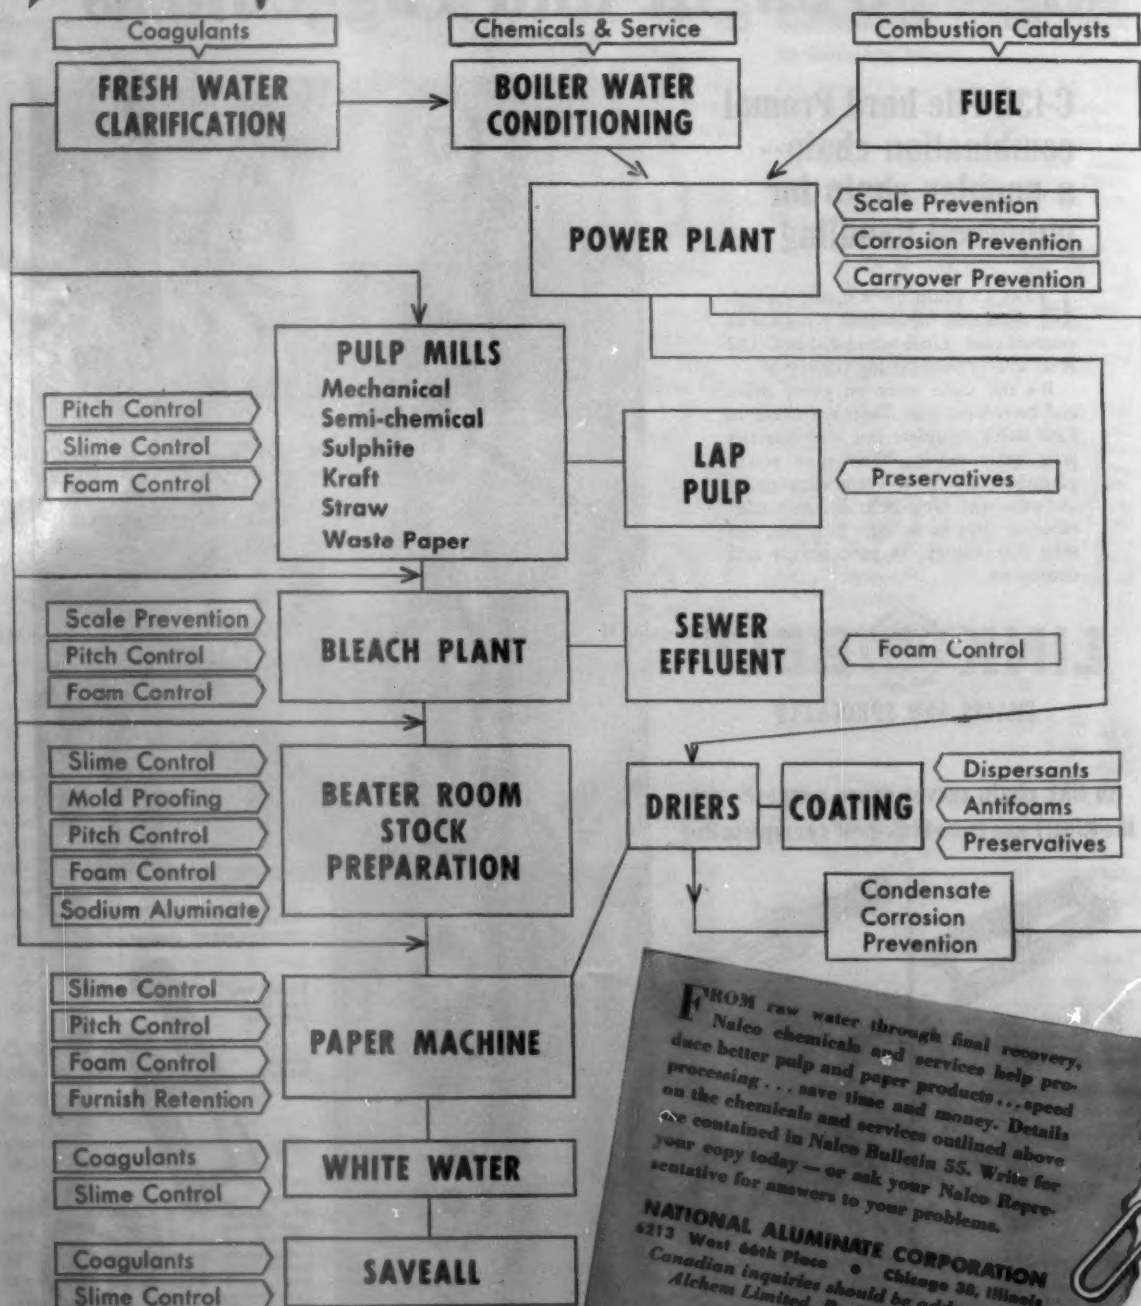 Coagulants
Chemicals & Service
Combustion Catalysts
FRESH WATER
CLARIFICATION
BOILER WATER
CONDITIONING
FUEL
POWER PLANT
Scale Prevention
Corrosion Prevention
Carryover Prevention
PULP MILLS
Mechanical
Semi-chemical
Sulphite
Kraft
Straw
Waste Paper
Pitch Control
Slime Control
Foam Control
LAP
PULP
Preservatives
Scale Prevention
Pitch Control
Foam Control
BLEACH PLANT
SEWER
EFFLUENT
Foam Control
Slime Control
Mold Proofing
Pitch Control
Foam Control
Sodium Aluminate
BEATER ROOM
STOCK
PREPARATION
DRIERS
COATING
Dispersants
Antifoams
Preservatives
Condensate
Corrosion
Prevention
Slime Control
Pitch Control
Foam Control
Furnish Retention
PAPER MACHINE
Coagulants
Slime Control
WHITE WATER
Coagulants
Slime Control
SAVEALL
FROM raw water through final recovery,
Nalco chemicals and services help pro-
duce better pulp and paper products...speed
processing . . . save time and money. Details
on the chemicals and services outlined above
are contained in Nalco Bulletin 55. Write for
your copy today — or ask your Nalco Repre-
sentative for answers to your problems.
NATIONAL ALUMINATE CORPORATION
6213 West 66th Place • Chicago 38, Illinois
Canadian inquiries should be
Alchem Limited,